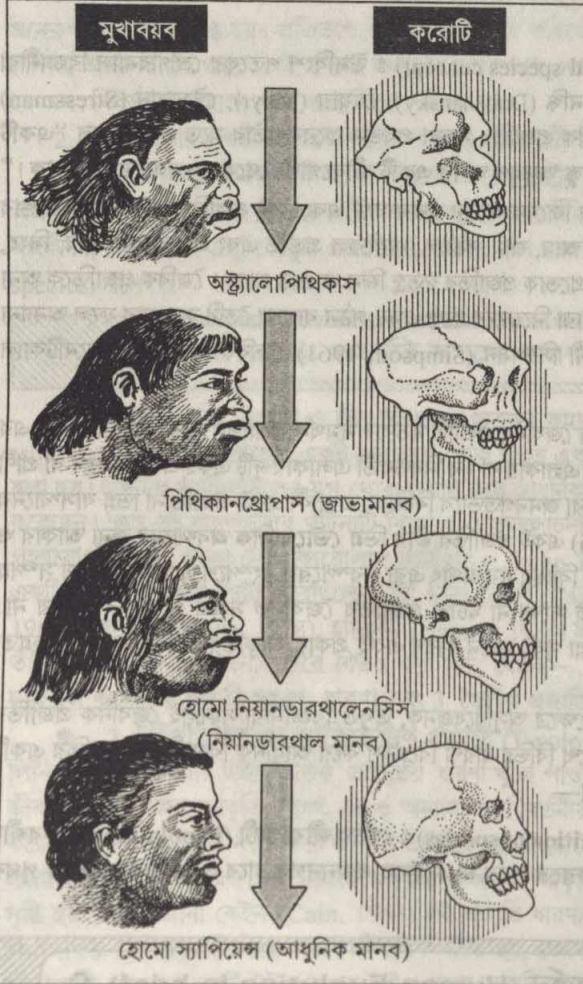 মুখাবয়ব
করোটি
অস্ট্র্যালোপিথিকাস
পিথিক্যানথ্রোপাস (জাভামানব)
হোমো নিয়ানডারথালেনসিস
(নিয়ানডারথাল মানব)
হোমো স্যাপিয়েন্স (আধুনিক মানব)